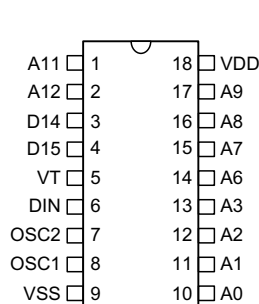 A11 1 18 VDD
A12 2 17 A9
D14 3 16 A8
D15 4 15 A7
VT 5 14 A6
DIN 6 13 A3
OSC2 7 12 A2
OSC1 8 11 A1
VSS 9 10 A0